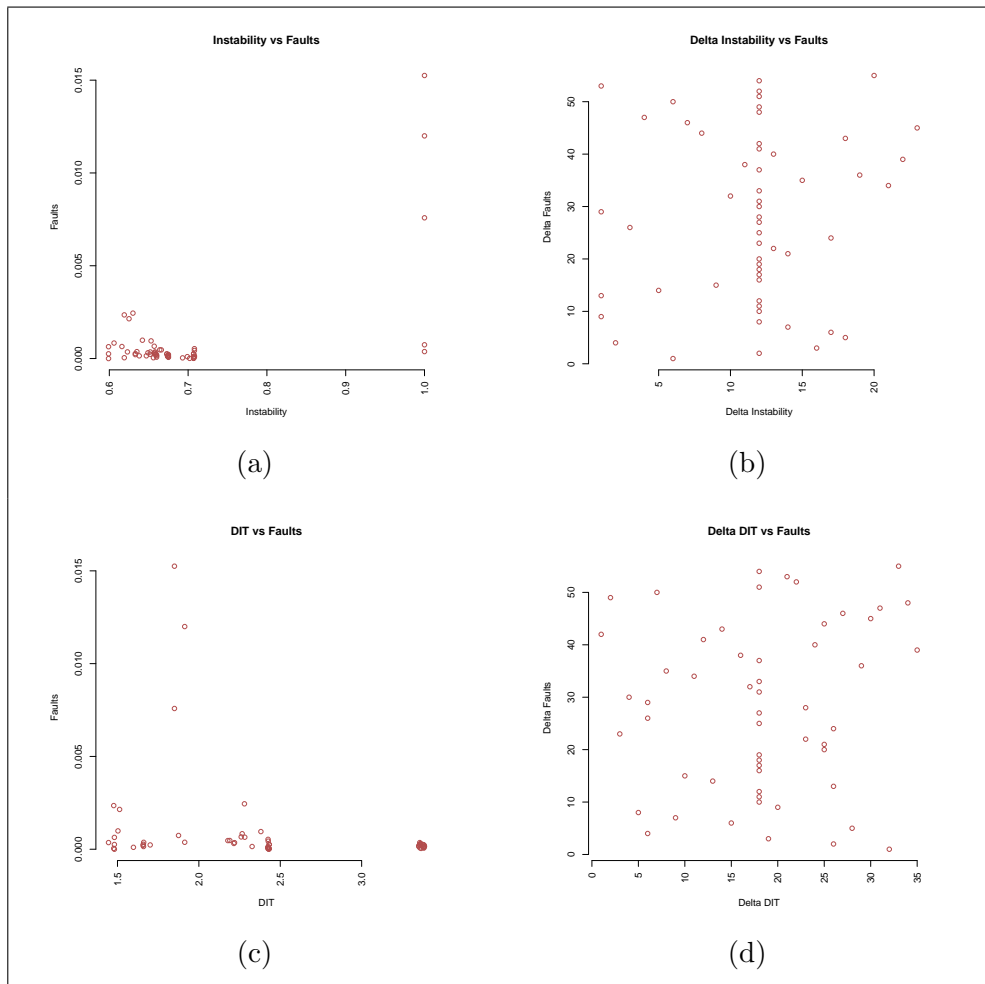 Instability vs Faults
Faults
0.000
0.005
0.010
0.015
0.6
0.7
0.8
0.9
1.0
Instability
(a)
Delta Instability vs Faults
Delta Faults
0
10
20
30
40
50
5
10
15
20
Delta Instability
(b)
DIT vs Faults
Faults
0.000
0.005
0.010
0.015
1.5
2.0
2.5
3.0
DIT
(c)
Delta DIT vs Faults
Delta Faults
0
10
20
30
40
50
0
5
10
15
20
25
30
35
Delta DIT
(d)